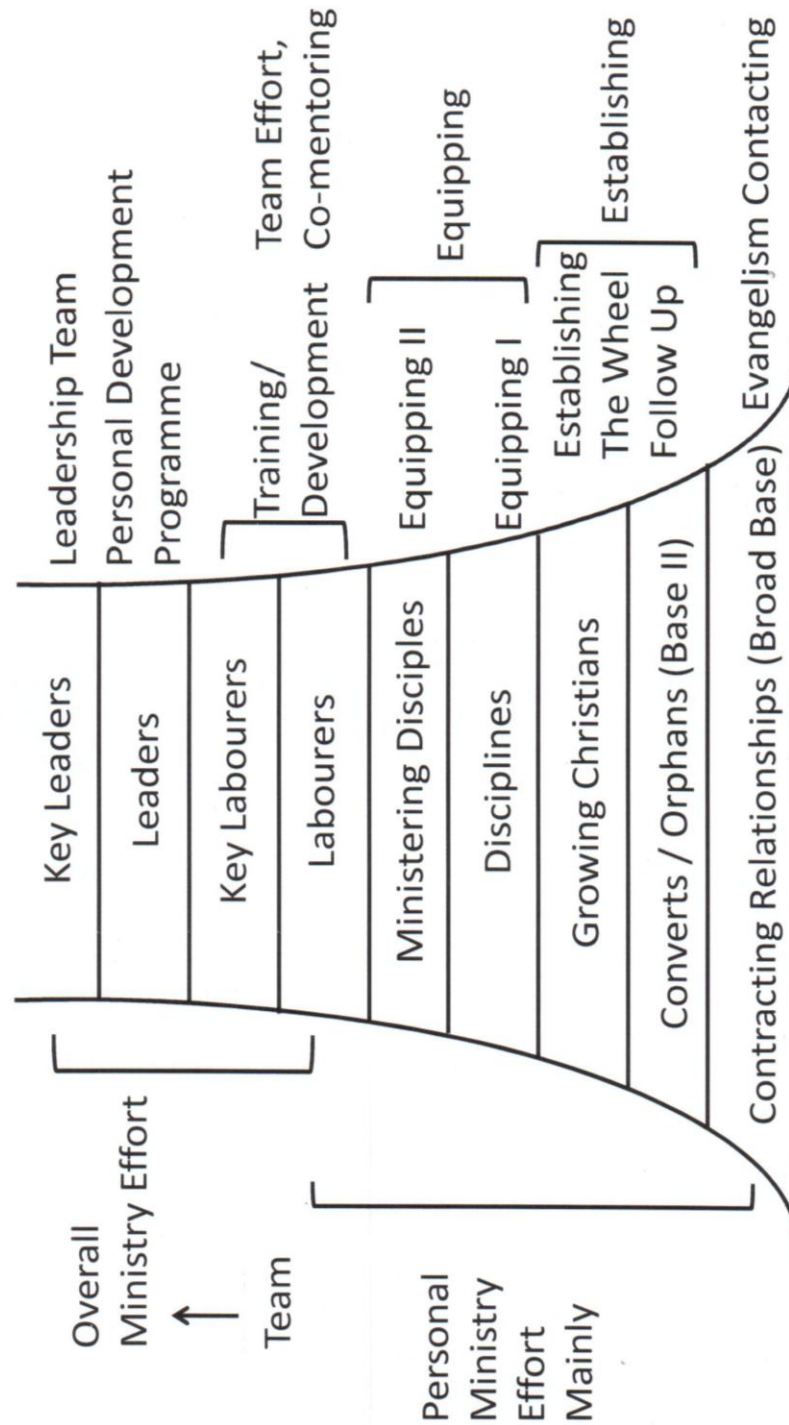 Overall
Ministry Effort
Team
Personal
Ministry
Effort
Mainly
Key Leaders
Leaders
Key Labourers
Labourers
Ministering Disciples
Disciplines
Growing Christians
Converts / Orphans (Base II)
Contracting Relationships (Broad Base)
Leadership Team
Personal Development
Programme
Training/
Development
Team Effort,
Co-mentoring
Equipping II
Equipping I
Equipping
Establishing
The Wheel
Follow Up
Establishing
Evangelism Contacting